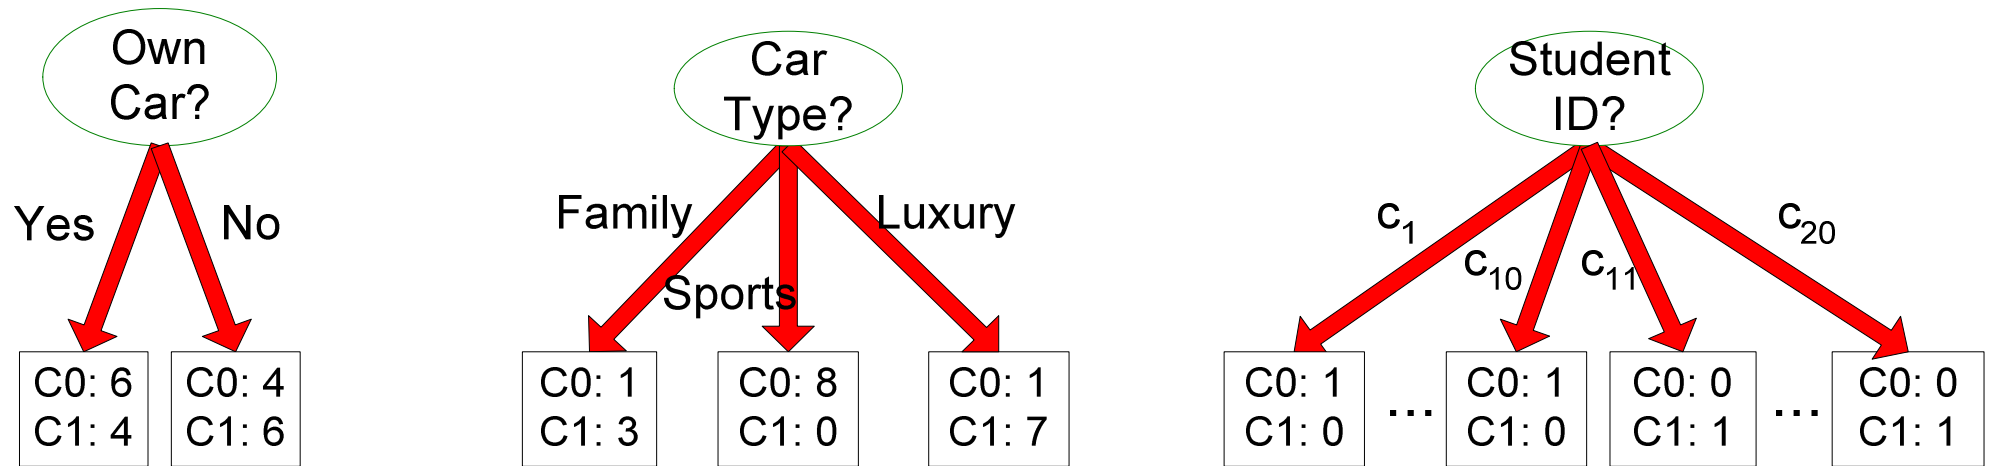 Own
Car?
Yes
No
C0: 6
C1: 4
C0: 4
C1: 6
Car
Type?
Family
Sports
Luxury
C0: 1
C1: 3
C0: 8
C1: 0
C0: 1
C1: 7
Student
ID?
c1
c10
c11
c20
C0: 1
C1: 0
...
C0: 1
C1: 0
C0: 0
C1: 1
...
C0: 0
C1: 1